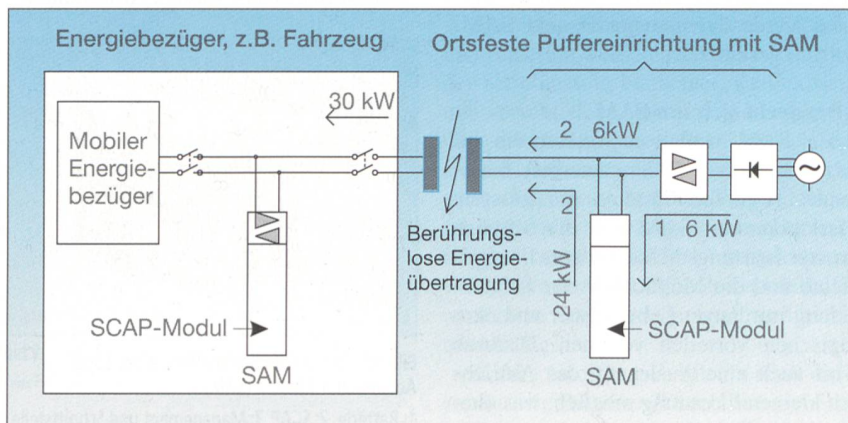 Energiebezüger, z.B. Fahrzeug
Ortsfeste Puffereinrichtung mit SAM
30 kW
Mobiler
Energie-
bezüger
2 6kW
Berührungs-
lose Energie-
übertragung
2
24 kW
1 6 kW
SCAP-Modul
SAM
SCAP-Modul
SAM